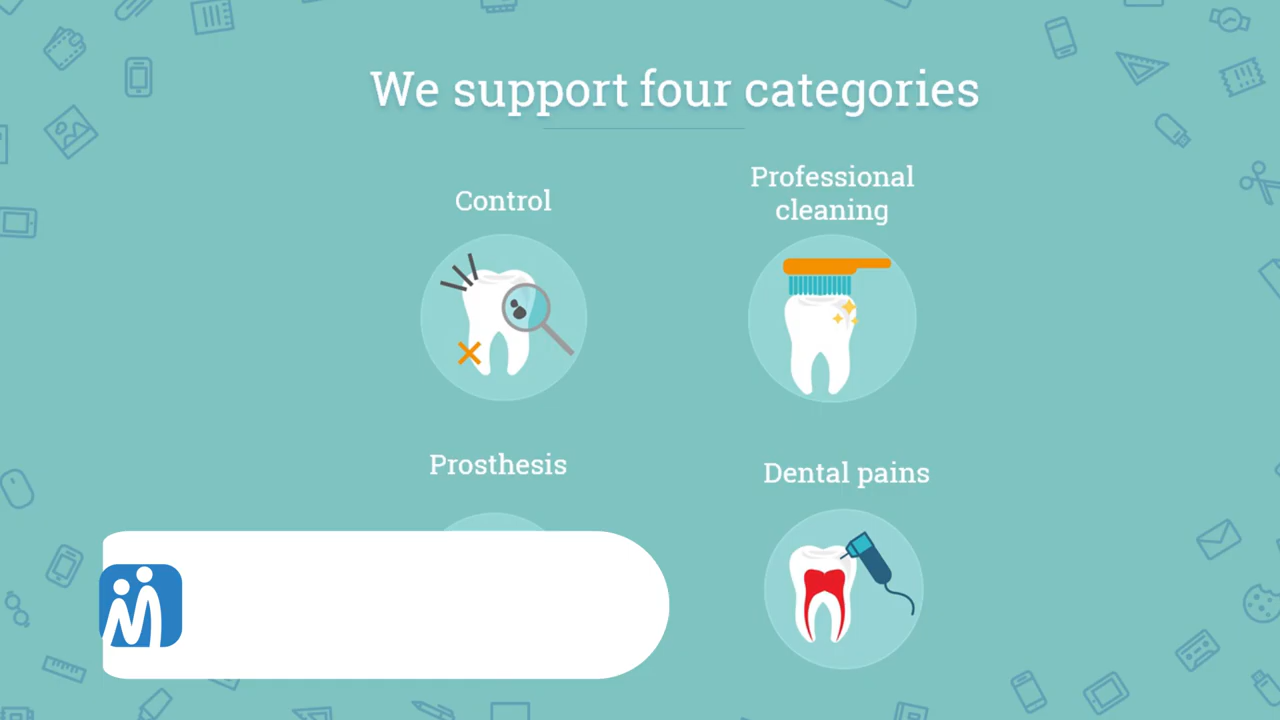 We support four categories
Control
Professional
cleaning
Prosthesis
Dental pains